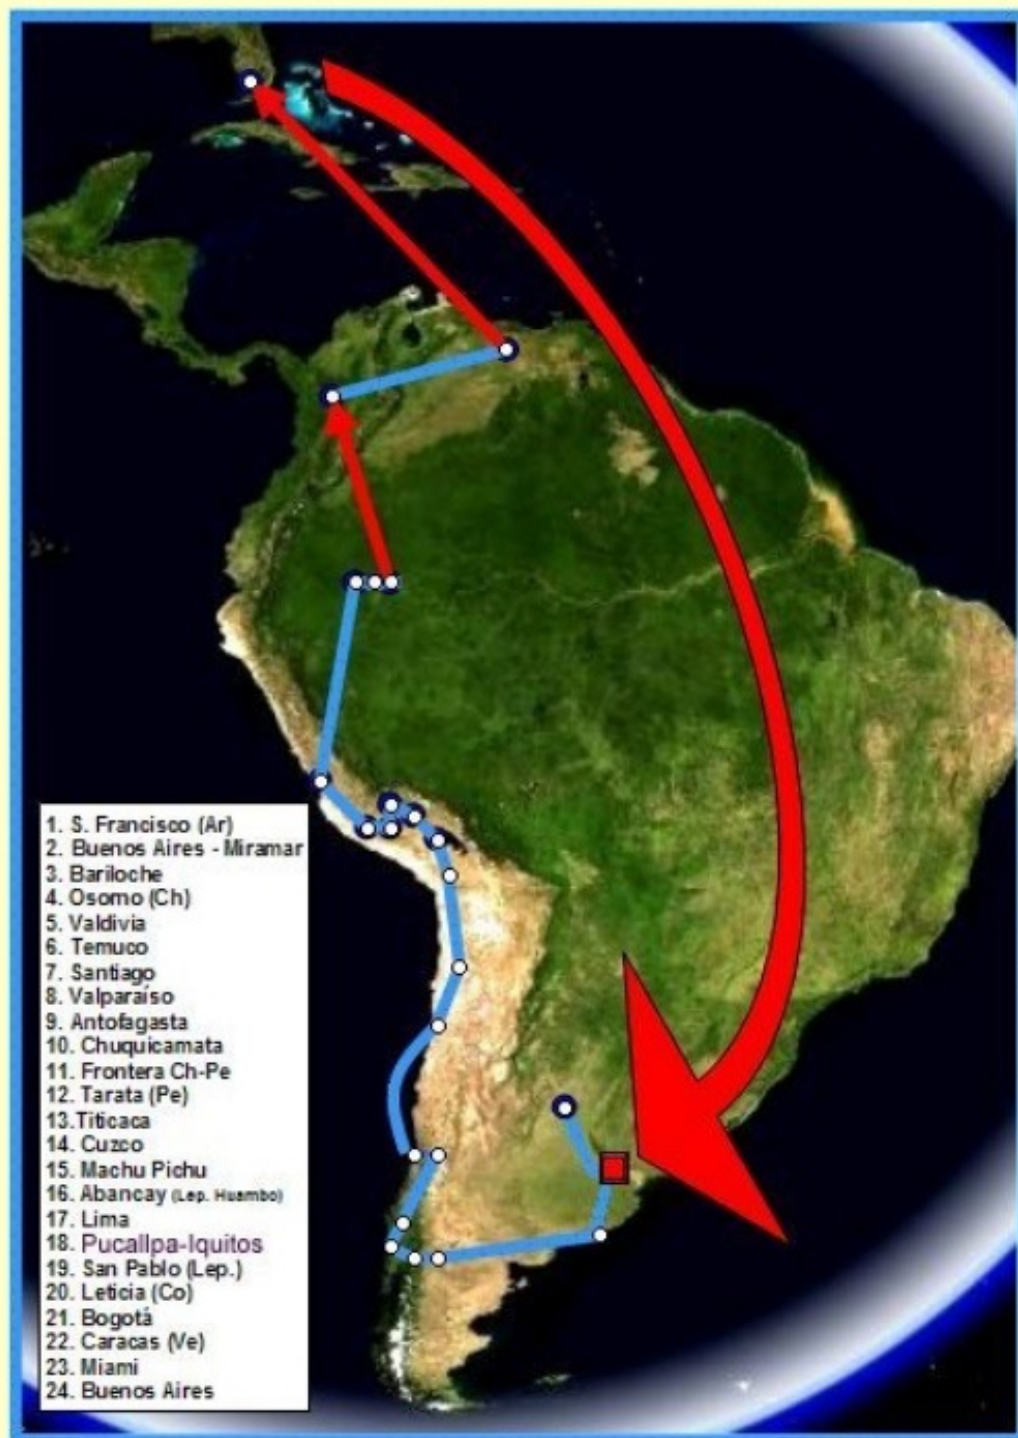 1. S. Francisco (Ar)
2. Buenos Aires - Miramar
3. Bariloche
4. Osorno (Ch)
5. Valdivia
6. Temuco
7. Santiago
8. Valparaíso
9. Antofagasta
10. Chuquicamata
11. Frontera Ch-Pe
12. Tarata (Pe)
13.Titicaca
14. Cuzco
15. Machu Pichu
16. Abancay (Lep. Huambo)
17. Lima
18. Pucallpa-Iquitos
19. San Pablo (Lep.)
20. Leticia (Co)
21. Bogotá
22. Caracas (Ve)
23. Miami
24. Buenos Aires